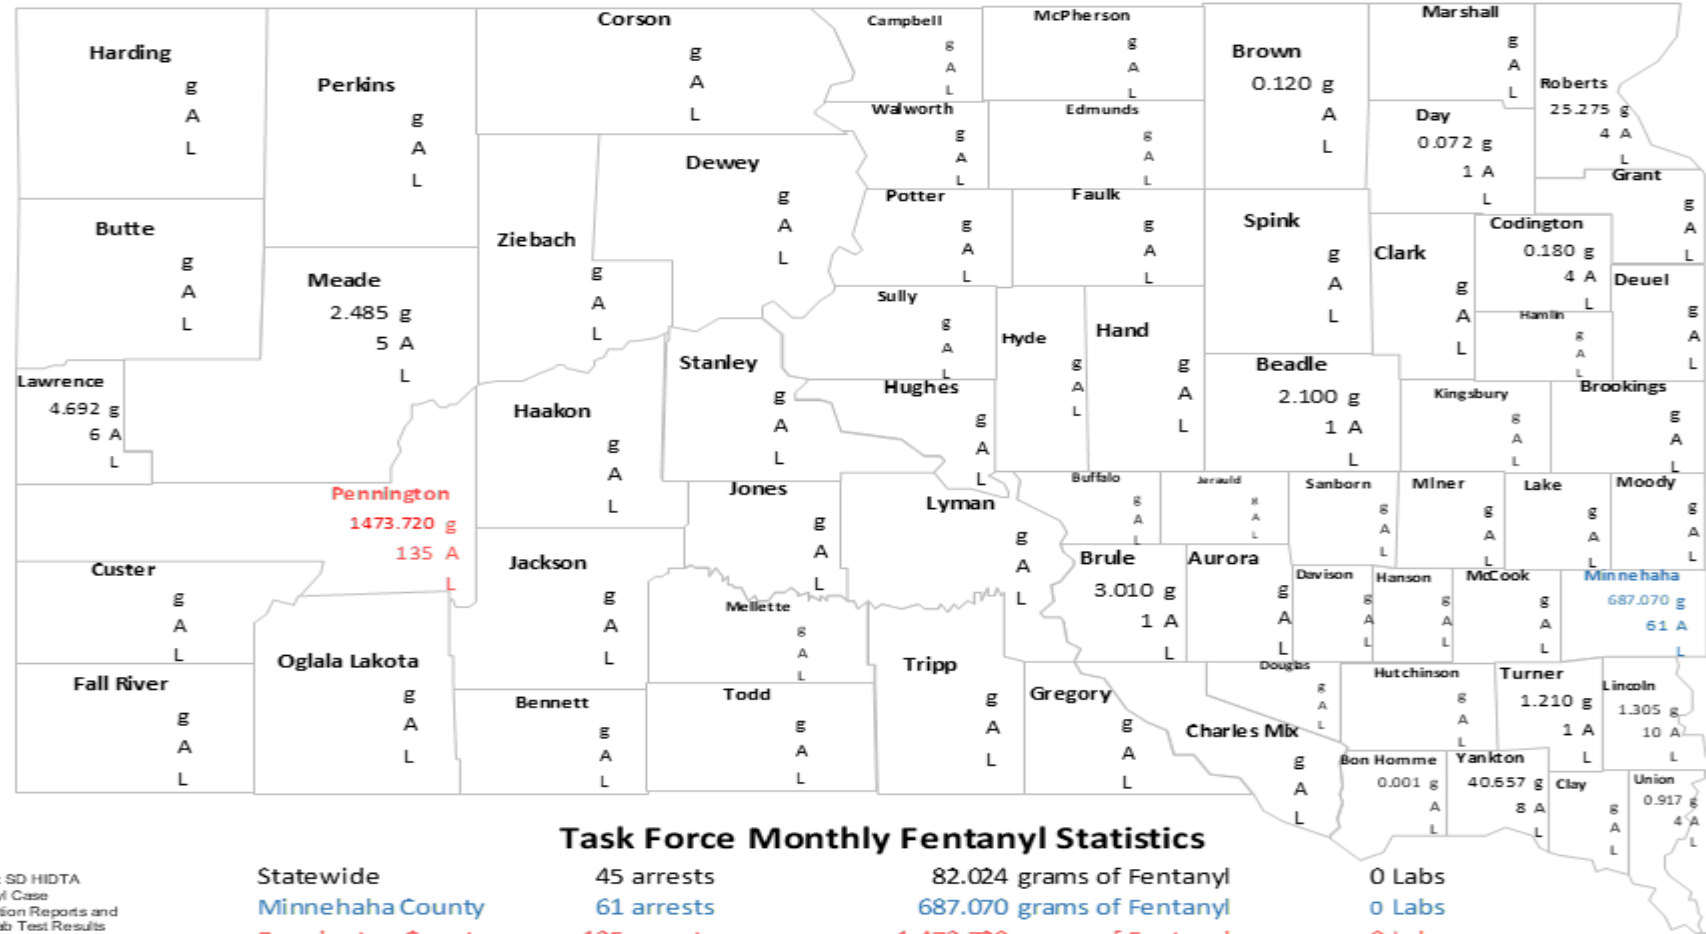 Harding
g
A
L
Perkins
g
A
L
Corson
g
A
L
Campbell
g
A
L
McPherson
g
A
L
Brown
0.120 g
A
L
Marshall
g
A
L
Roberts
25.275 g
4 A
L
Walworth
g
A
L
Edmunds
g
A
L
Day
0.072 g
1 A
L
Grant
g
A
L
Butte
g
A
L
Meade
2.485 g
5 A
L
Ziebach
g
A
L
Dewey
g
A
L
Potter
g
A
L
Faulk
g
A
L
Spink
g
A
L
Clark
g
A
L
Codington
0.180 g
4 A
L
Deuel
g
A
L
Hamlin
g
A
L
Sully
g
A
L
Hyde
g
A
L
Hand
g
A
L
Lawrence
4.692 g
6 A
L
Haakon
g
A
L
Stanley
g
A
L
Hughes
g
A
L
Beadle
2.100 g
1 A
L
Kingsbury
g
A
L
Brookings
g
A
L
Pennington
1473.720 g
135 A
L
Jones
g
A
L
Lyman
g
A
L
Buffalo
g
A
L
Jerauld
g
A
L
Sanborn
g
A
L
Miner
g
A
L
Lake
g
A
L
Moody
g
A
L
Custer
g
A
L
Jackson
g
A
L
Mellette
g
A
L
Brule
3.010 g
1 A
L
Aurora
g
A
L
Davison
g
A
L
Hanson
g
A
L
McCook
g
A
L
Minnehaha
687.070 g
61 A
L
Fall River
g
A
L
Oglala Lakota
g
A
L
Bennett
g
A
L
Todd
g
A
L
Tripp
g
A
L
Gregory
g
A
L
Charles Mix
g
A
L
Douglas
g
A
L
Hutchinson
g
A
L
Turner
1.210 g
1 A
L
Lincoln
1.305 g
10 A
L
Bon Homme
0.001 g
A
L
Yankton
40.657 g
8 A
L
Clay
g
A
L
Union
0.917 g
4 A
L
Task Force Monthly Fentanyl Statistics
SD HIDTA
Case
Reports and
Test Results
Statewide 45 arrests 82.024 grams of Fentanyl 0 Labs
Minnehaha County 61 arrests 687.070 grams of Fentanyl 0 Labs